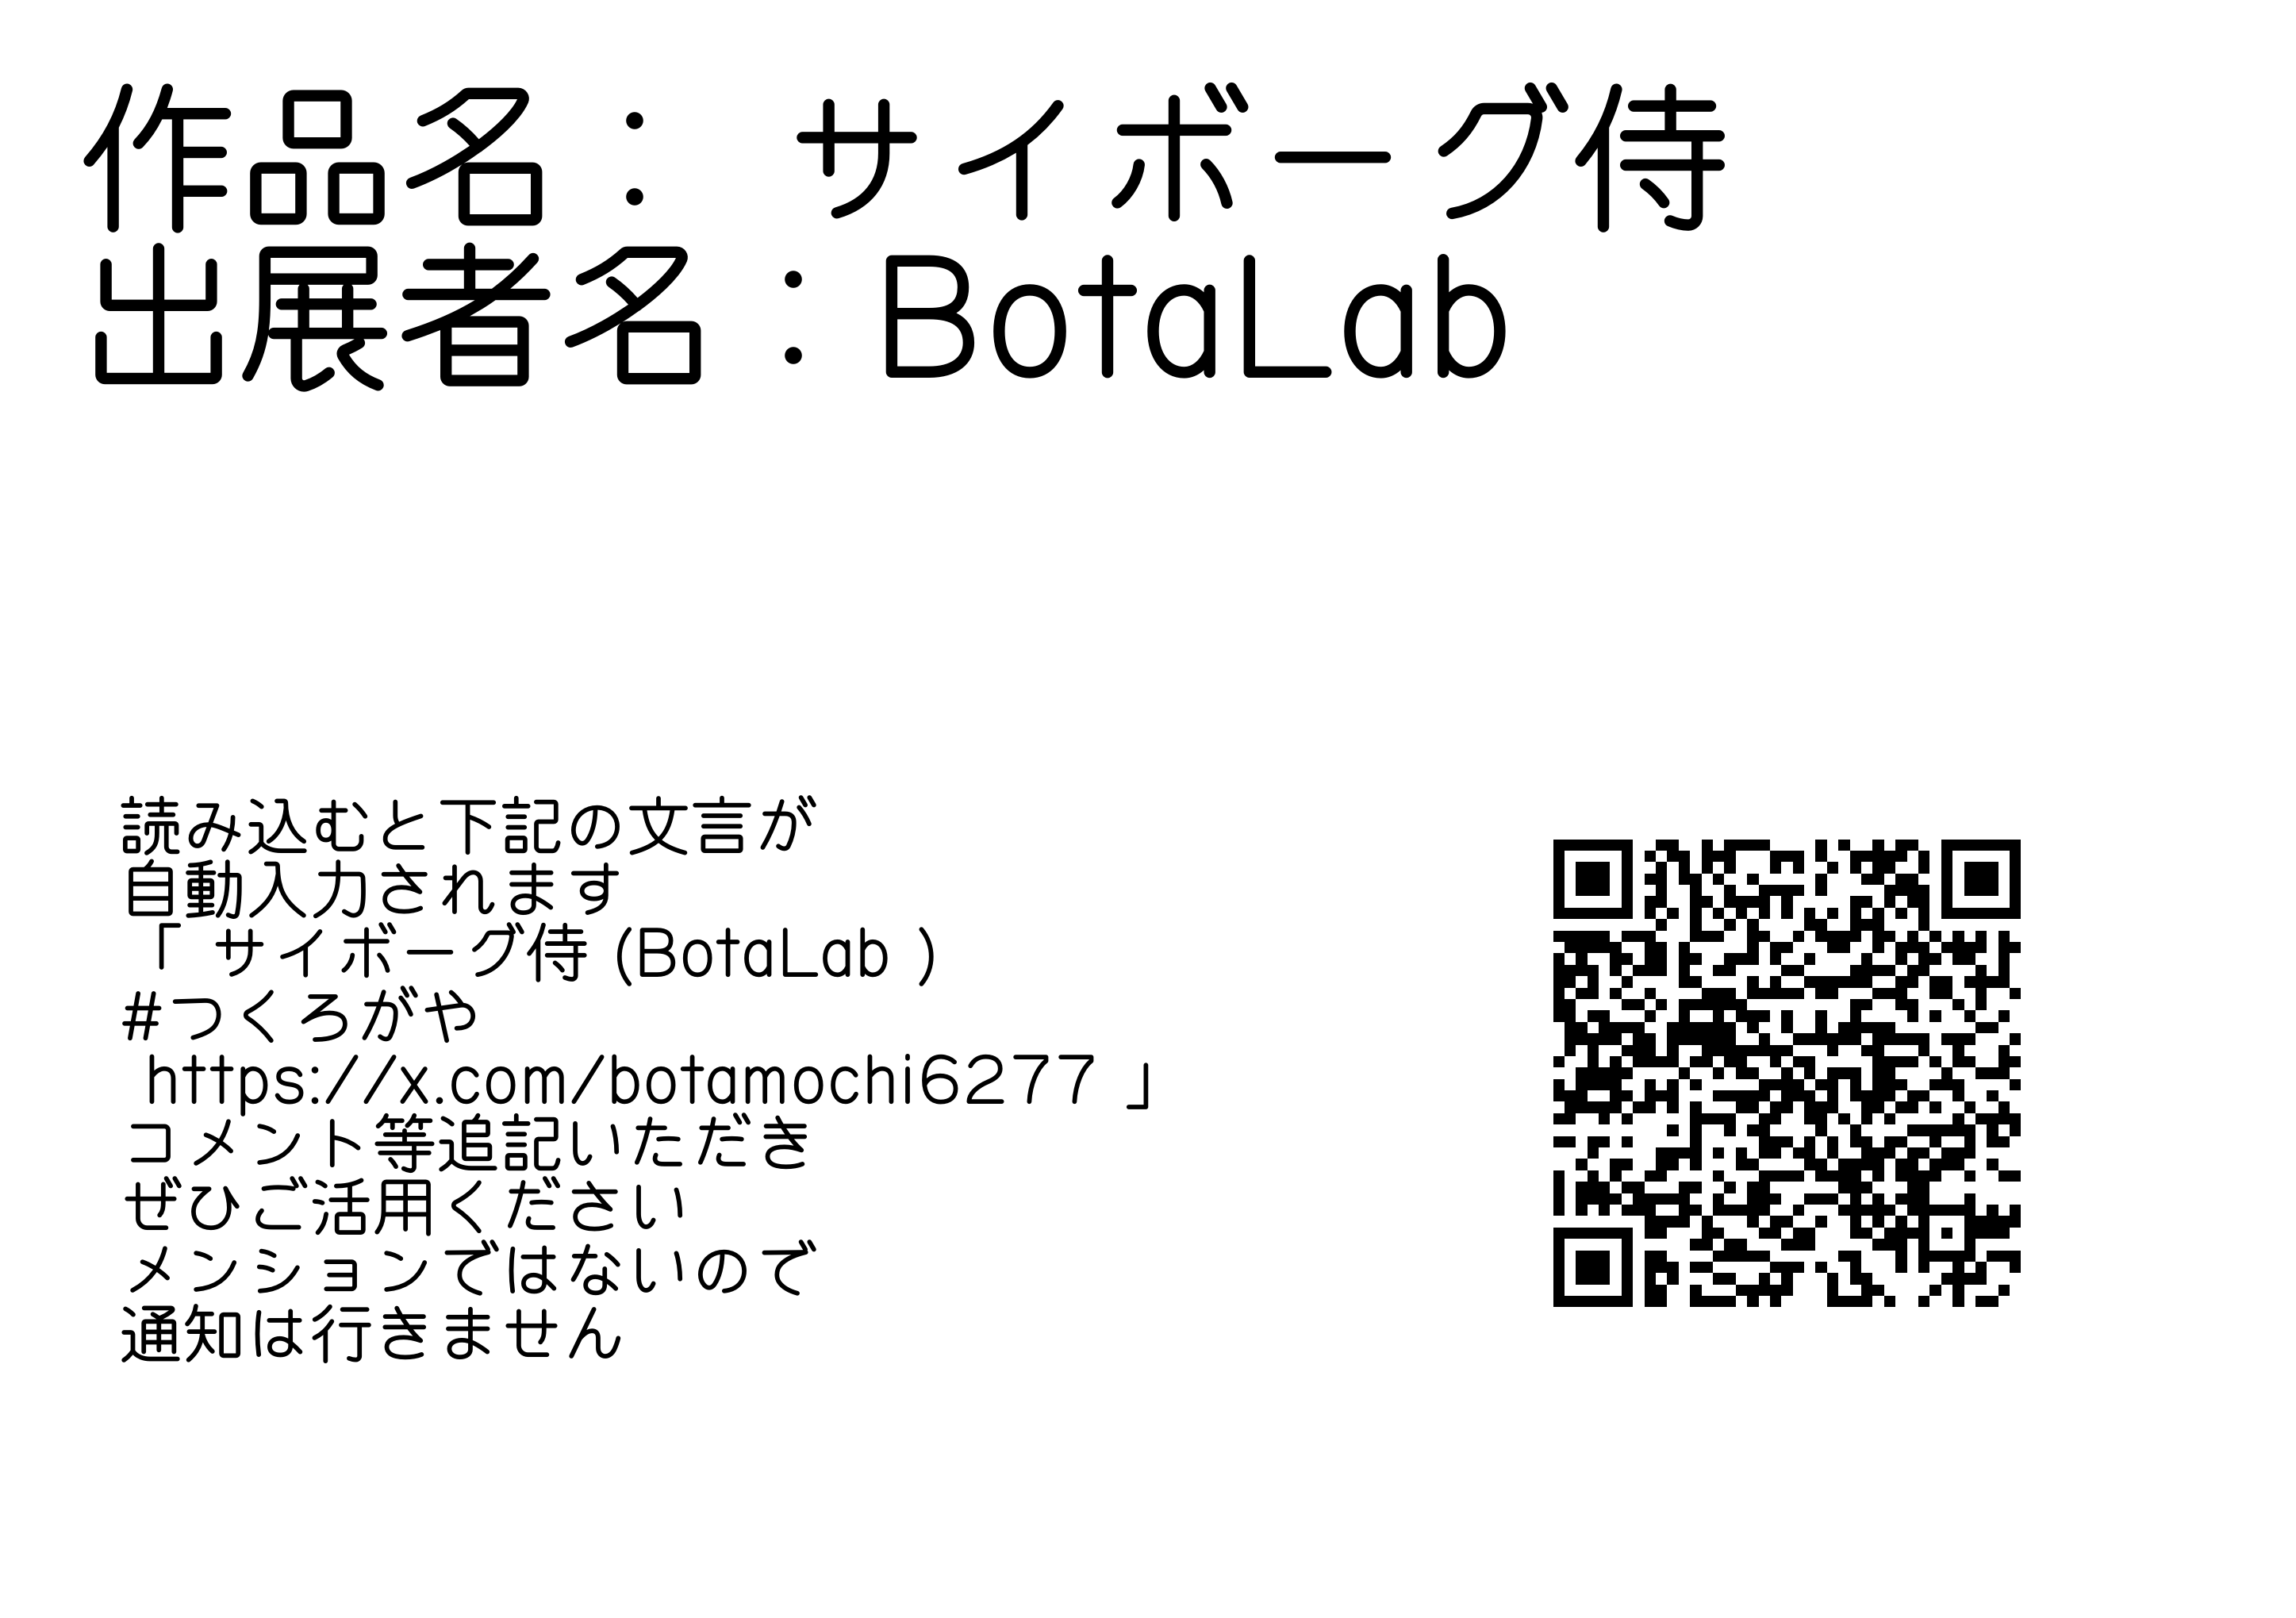 作品名： サイボーグ侍
出展者名：BotaLab
読み込むと下記の文言が
自動入力されます
「 サイボーグ侍 (BotaLab )
#つくろがや
https://x.com/botamochi6277 」
コメント等追記いただき
ぜひご活用ください
メンションではないので
通知は行きません